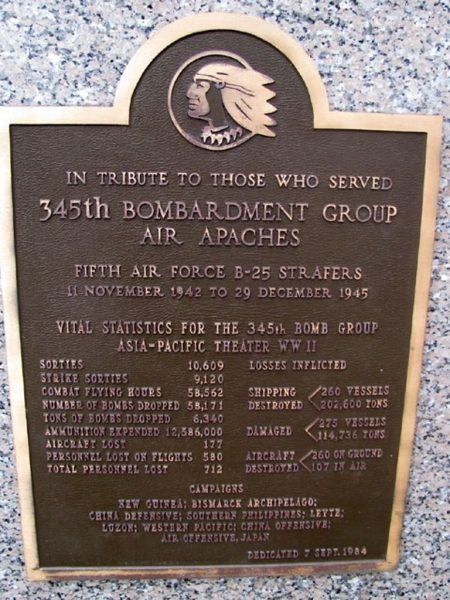 IN TRIBUTE TO THOSE WHO SERVED
345th BOMBARDMENT GROUP
AIR APACHES
FIFTH AIR FORCE B-25 STRAFERS
11 NOVEMBER 1942 TO 29 DECEMBER 1945
VITAL STATISTICS FOR THE 345th BOMB GROUP
ASIA-PACIFIC THEATER WW II
SORTIES 10,609
STRIKE SORTIES 9,120
COMBAT FLYING HOURS 58,562
NUMBER OF BOMBS DROPPED 58,171
TONS OF BOMBS DROPPED 6,340
AMMUNITION EXPENDED 12,586,000
AIRCRAFT LOST 177
PERSONNEL LOST ON FLIGHTS 580
TOTAL PERSONNEL LOST 712
LOSSES INFLICTED
SHIPPING 260 VESSELS
DESTROYED 202,600 TONS
DAMAGED 275 VESSELS
114,736 TONS
AIRCRAFT 260 ON GROUND
DESTROYED 107 IN AIR
CAMPAIGNS
NEW GUINEA; BISMARCK ARCHIPELAGO;
CHINA DEFENSIVE; SOUTHERN PHILIPPINES; LEYTE;
LUZON; WESTERN PACIFIC; CHINA OFFENSIVE;
AIR OFFENSIVE, JAPAN
DEDICATED 7 SEPT. 1984